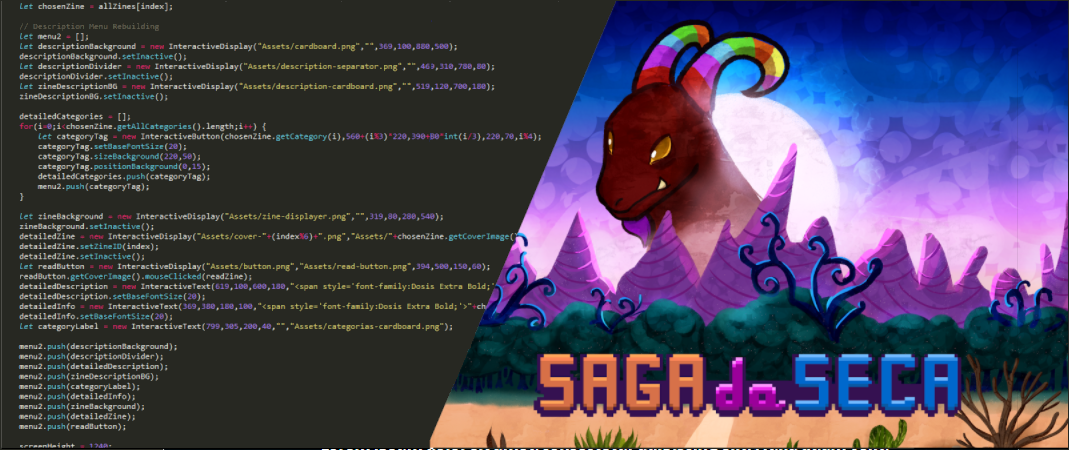 let chosenZine = allZines[index];
// Description Menu Rebuilding
let menu2 = [];
let descriptionBackground = new InteractiveDisplay("Assets/cardboard.png","",369,100,880,500);
descriptionBackground.setInactive();
let descriptionDivider = new InteractiveDisplay("Assets/description-separator.png","",463,310,780,80);
descriptionDivider.setInactive();
let zineDescriptionBG = new InteractiveDisplay("Assets/description-cardboard.png","",519,120,700,180);
zineDescriptionBG.setInactive();
detailedCategories = [];
for(i=0;i<chosenZine.getAllCategories().length;i++) {
let categoryTag = new InteractiveButton(chosenZine.getCategory(i),560+(i%3)*220,390+80*int(i/3),220,70,i%4);
categoryTag.setBaseFontSize(20);
categoryTag.sizeBackground(220,50);
categoryTag.positionBackground(0,15);
detailedCategories.push(categoryTag);
menu2.push(categoryTag);
}
let zineBackground = new InteractiveDisplay("Assets/zine-displayer.png","",319,80,280,540);
zineBackground.setInactive();
detailedZine = new InteractiveDisplay("Assets/cover-"+(index%6)+".png","Assets/"+chosenZine.getCoverImage(
detailedZine.setZineID(index);
detailedZine.setInactive();
let readButton = new InteractiveDisplay("Assets/button.png","Assets/read-button.png",394,500,150,60);
readButton.getCoverImage().mouseClicked(readZine);
detailedDescription = new InteractiveText(619,100,600,180,"<span style='font-family:Dosis Extra Bold;
detailedDescription.setBaseFontSize(20);
detailedInfo = new InteractiveText(369,380,180,100,"<span style='font-family:Dosis Extra Bold;'>"+ch
detailedInfo.setBaseFontSize(20);
let categoryLabel = new InteractiveText(799,305,200,40,"","Assets/categorias-cardboard.png");
menu2.push(descriptionBackground);
menu2.push(descriptionDivider);
menu2.push(detailedDescription);
menu2.push(zineDescriptionBG);
menu2.push(categoryLabel);
menu2.push(detailedInfo);
menu2.push(zineBackground);
menu2.push(detailedZine);
menu2.push(readButton);
screenHeight = 1240;
SAGA da SECA